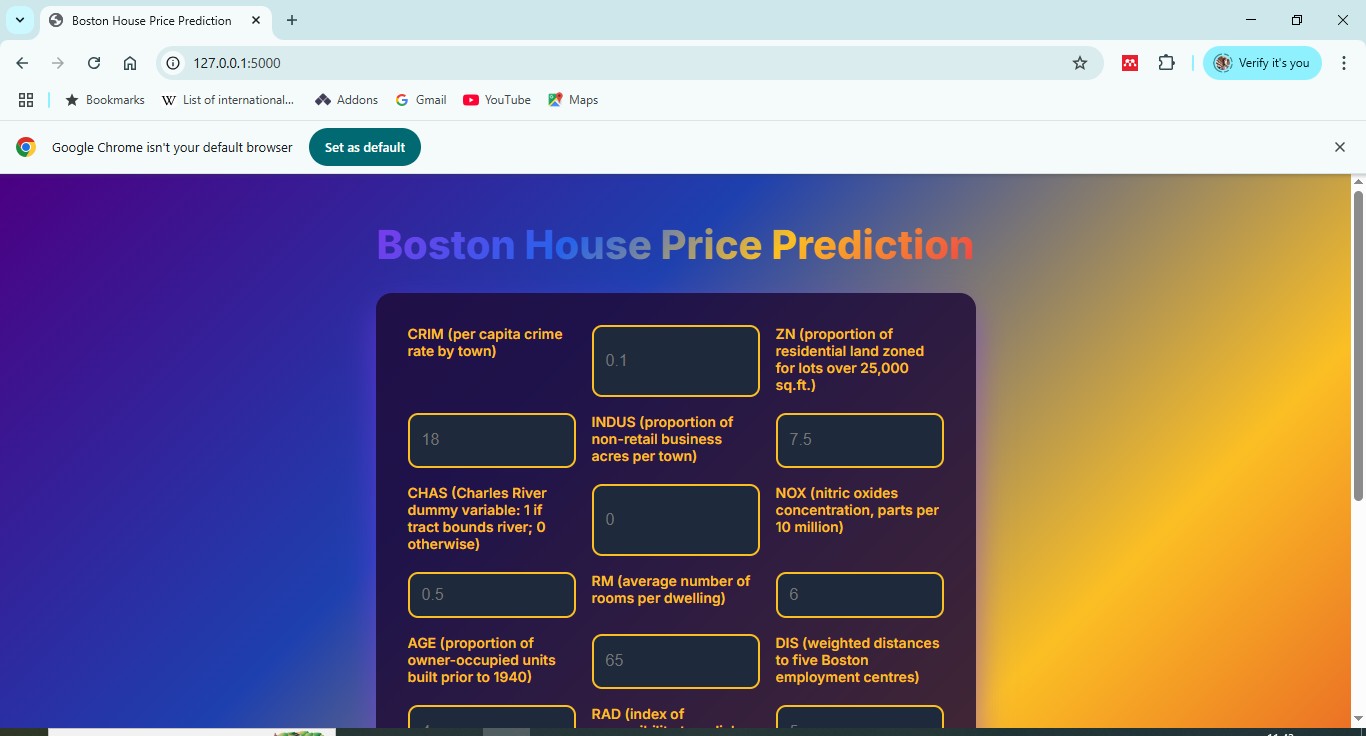 Boston House Price Prediction
127.0.0.1:5000
Verify it's you
Bookmarks
List of international...
Addons
Gmail
YouTube
Maps
Google Chrome isn't your default browser
Set as default
Boston House Price Prediction
CRIM (per capita crime
rate by town)
0.1
ZN (proportion of
residential land zoned
for lots over 25,000
sq.ft.)
18
INDUS (proportion of
non-retail business
acres per town)
7.5
CHAS (Charles River
dummy variable: 1 if
tract bounds river; 0
otherwise)
0
NOX (nitric oxides
concentration, parts per
10 million)
0.5
RM (average number of
rooms per dwelling)
6
AGE (proportion of
owner-occupied units
built prior to 1940)
65
DIS (weighted distances
to five Boston
employment centres)
RAD (index of